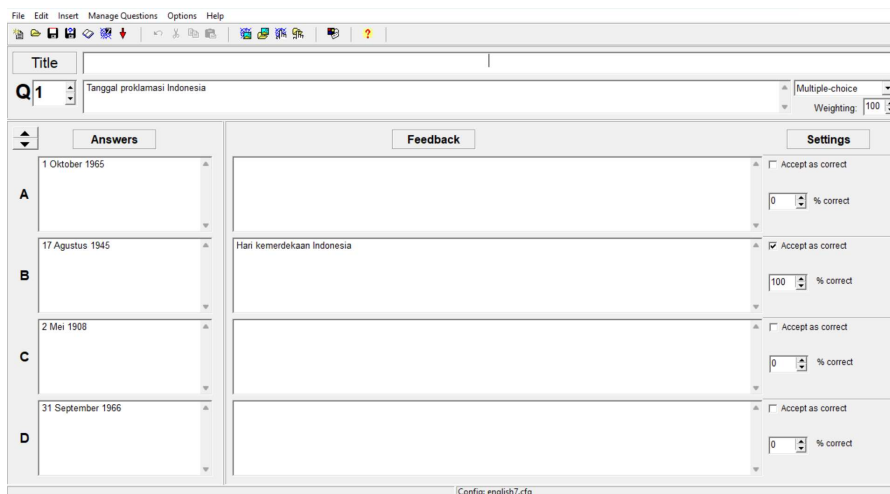 File Edit Insert Manage Questions Options Help
Title
Q 1 Tanggal proklamasi Indonesia Multiple-choice
Weighting: 100
Answers Feedback Settings
A 1 Oktober 1965 Accept as correct
0 % correct
B 17 Agustus 1945 Hari kemerdekaan Indonesia Accept as correct
100 % correct
C 2 Mei 1908 Accept as correct
0 % correct
D 31 September 1966 Accept as correct
0 % correct
Config: english7.cfg